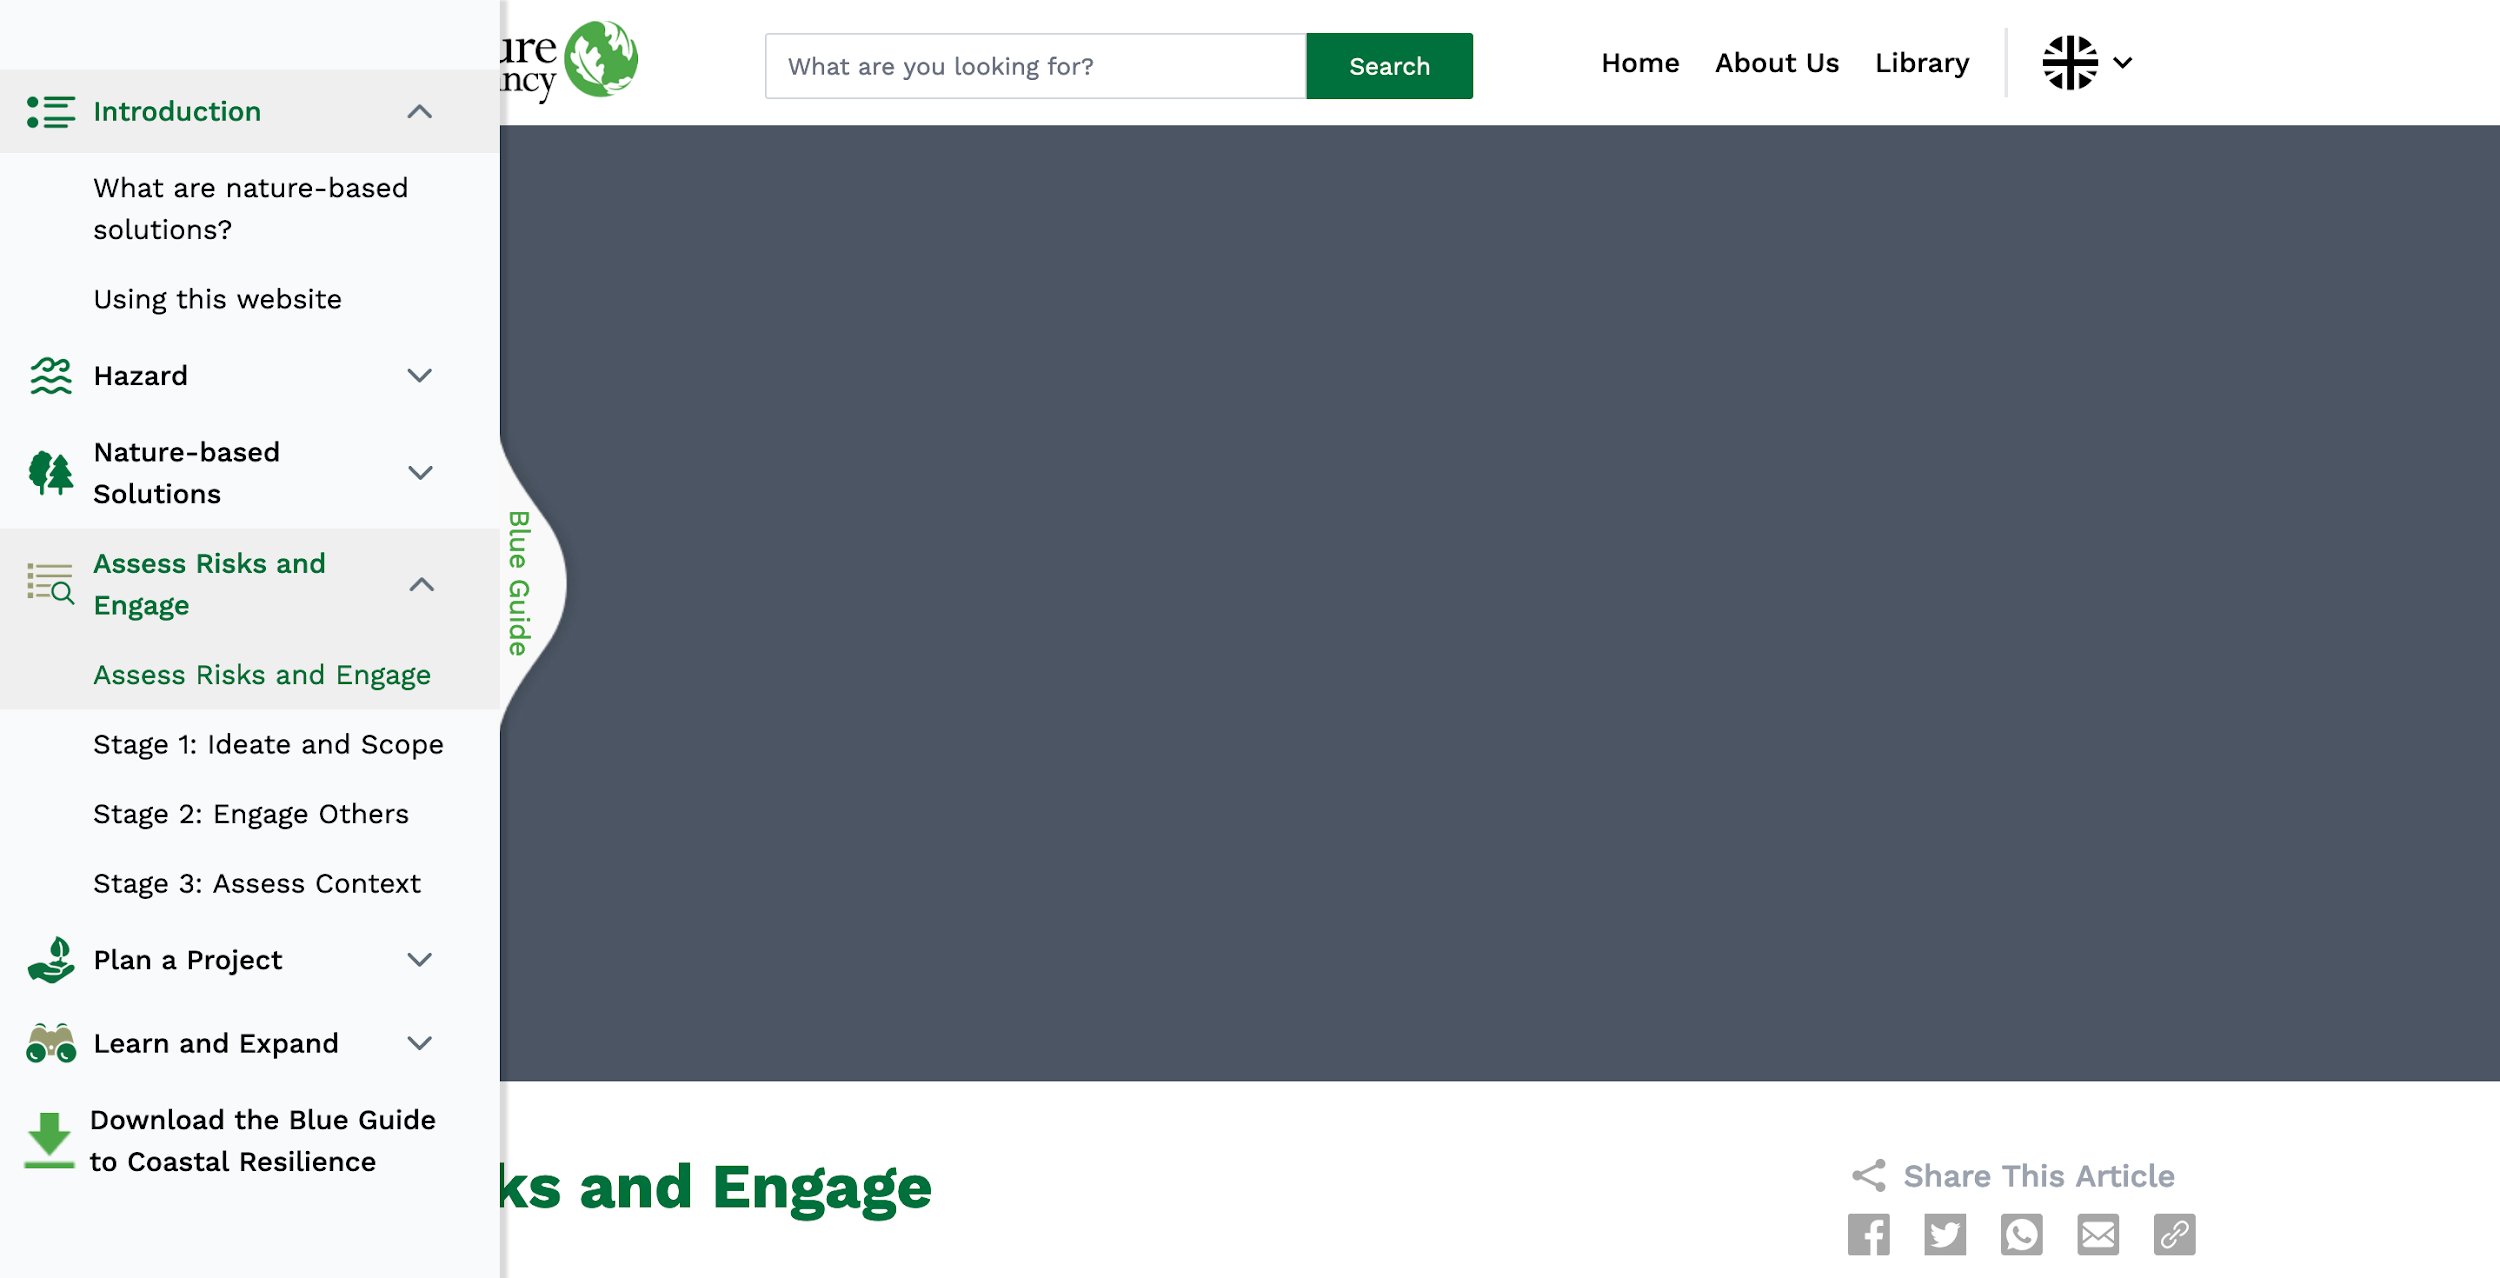 Introduction
What are nature-based
solutions?
Using this website
Hazard
Nature-based
Solutions
Assess Risks and
Engage
Assess Risks and Engage
Stage 1: Ideate and Scope
Stage 2: Engage Others
Stage 3: Assess Context
Plan a Project
Learn and Expand
Download the Blue Guide
to Coastal Resilience
Blue Guide
What are you looking for?
Search
Home
About Us
Library
and Engage
Share This Article